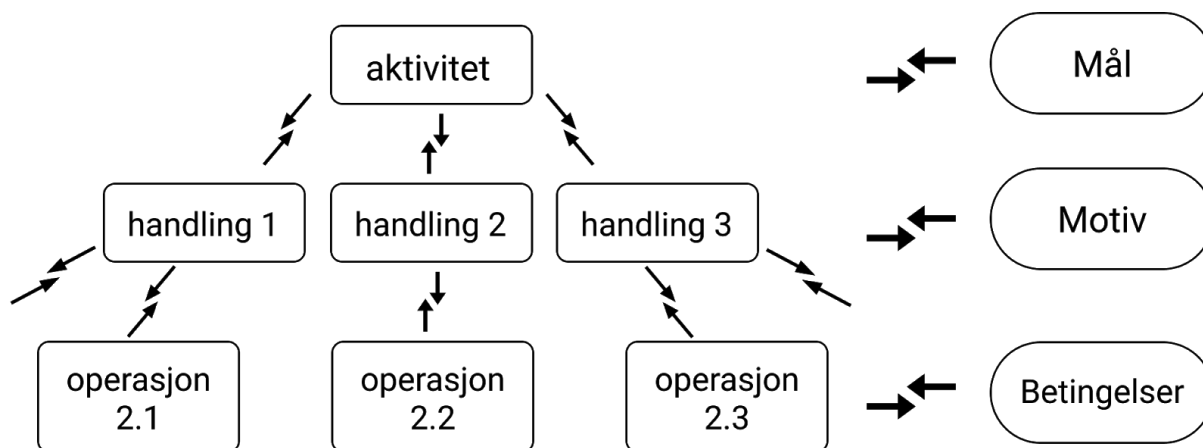 aktivitet
Mål
handling 1
handling 2
handling 3
Motiv
operasjon
2.1
operasjon
2.2
operasjon
2.3
Betingelser